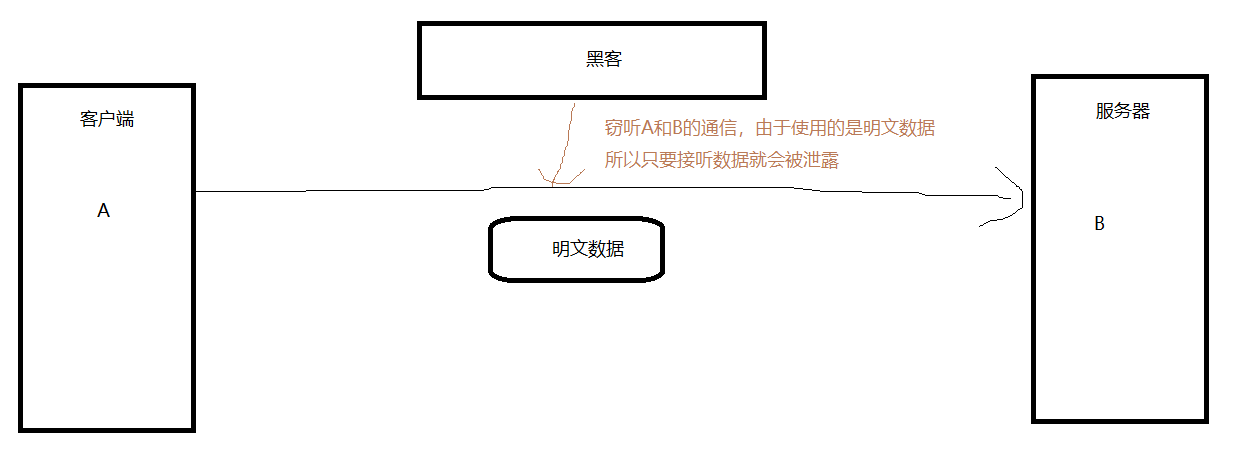 黑客
客户端
服务器
窃听A和B的通信，由于使用的是明文数据
所以只要接听数据就会被泄露
A
B
明文数据